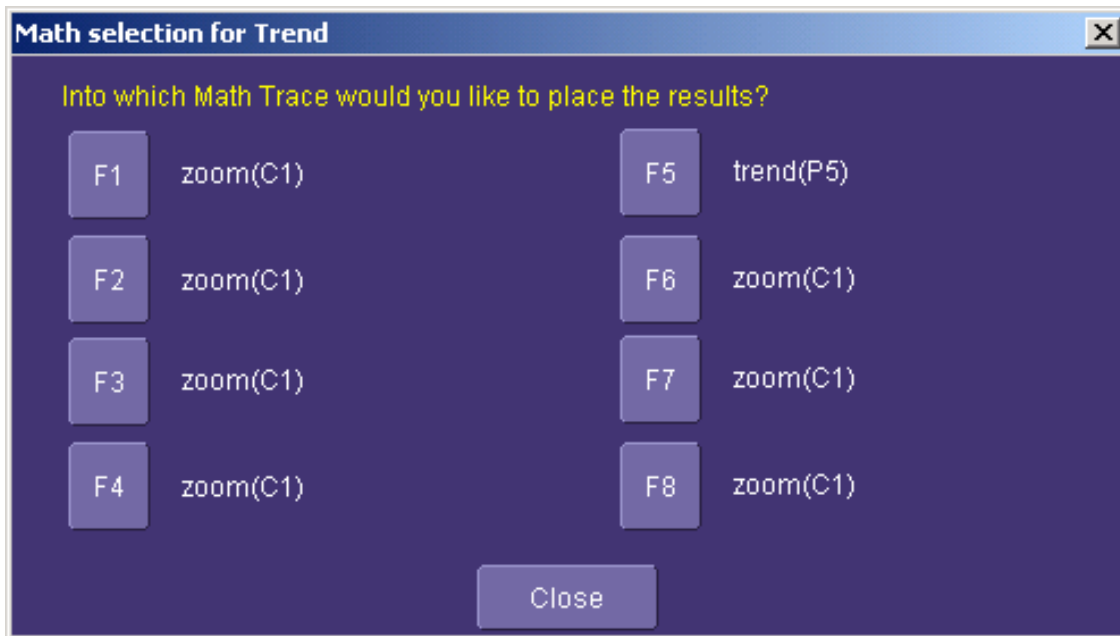 Math selection for Trend
Into which Math Trace would you like to place the results?
F1 zoom(C1) F5 trend(P5)
F2 zoom(C1) F6 zoom(C1)
F3 zoom(C1) F7 zoom(C1)
F4 zoom(C1) F8 zoom(C1)
Close